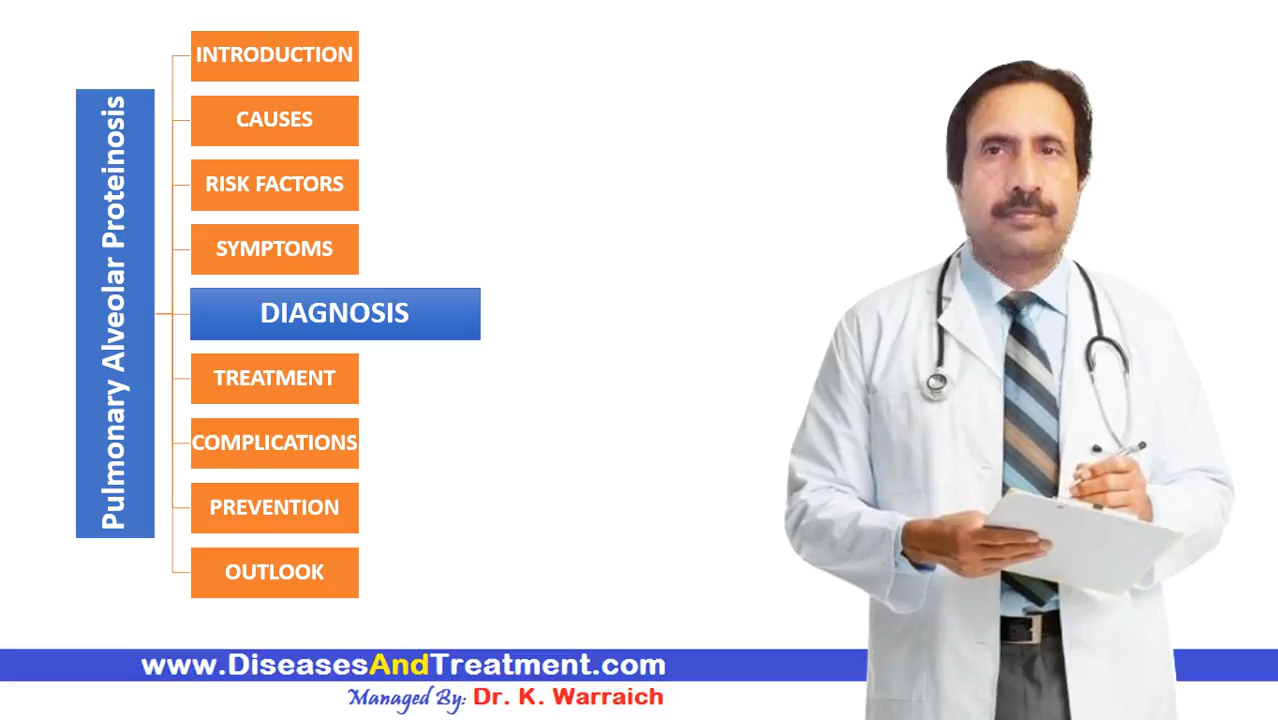 Pulmonary Alveolar Proteinosis
INTRODUCTION
CAUSES
RISK FACTORS
SYMPTOMS
DIAGNOSIS
TREATMENT
COMPLICATIONS
PREVENTION
OUTLOOK
www.DiseasesAndTreatment.com
Managed By: Dr. K. Warraich